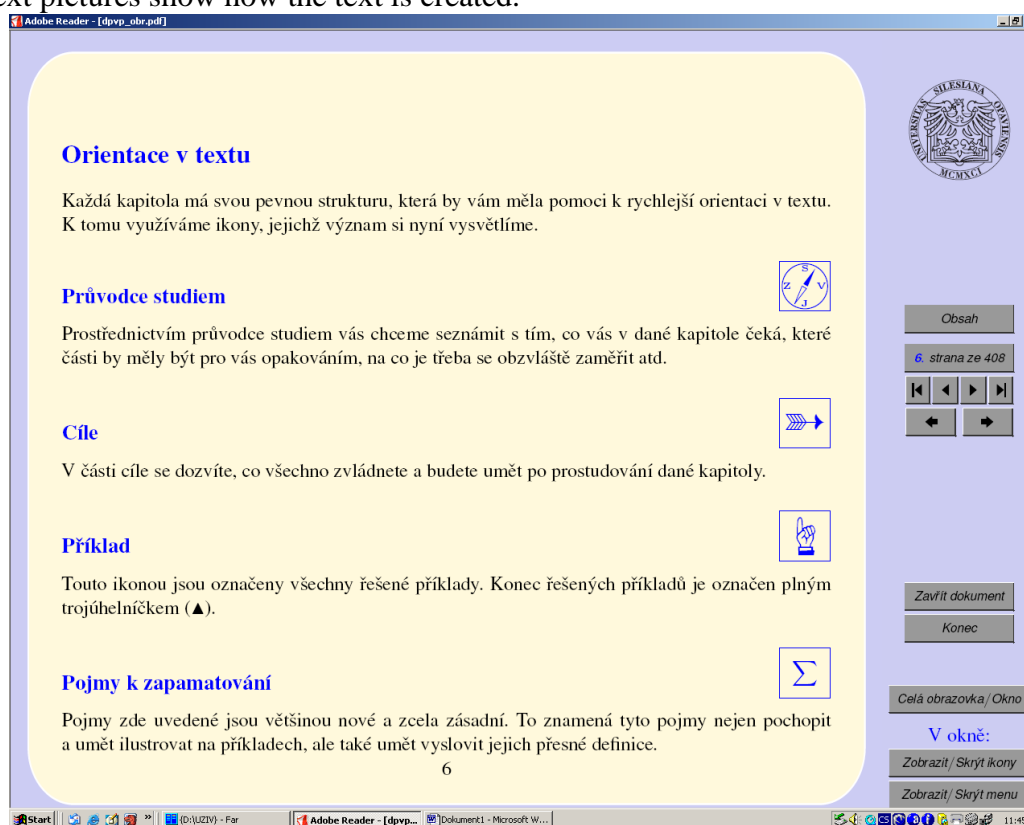 ext pictures show how the text is created.
Adobe Reader - [dpvp_obr.pdf]
UNIVERSITAS SILESIANA OPAVIENSIS
MCMXCI
Orientace v textu
Každá kapitola má svou pevnou strukturu, která by vám měla pomoci k rychlejší orientaci v textu.
K tomu využíváme ikony, jejichž význam si nyní vysvětlíme.
S
Z V
J
Průvodce studiem
Prostřednictvím průvodce studiem vás chceme seznámit s tím, co vás v dané kapitole čeká, které
části by měly být pro vás opakováním, na co je třeba se obzvláště zaměřit atd.
Cíle
V části cíle se dozvíte, co všechno zvládnete a budete umět po prostudování dané kapitoly.
Příklad
Touto ikonou jsou označeny všechny řešené příklady. Konec řešených příkladů je označen plným
trojúhelníčkem (▲).
Σ
Pojmy k zapamatování
Pojmy zde uvedené jsou většinou nové a zcela zásadní. To znamená tyto pojmy nejen pochopit
a umět ilustrovat na příkladech, ale také umět vyslovit jejich přesné definice.
6
Obsah
6. strana ze 408
Zavřít dokument
Konec
Celá obrazovka/Okno
V okně:
Zobrazit/Skrýt ikony
Zobrazit/Skrýt menu
Start
»
{D:\UZIV} - Far
Adobe Reader - [dpvp...
Dokument1 - Microsoft W...